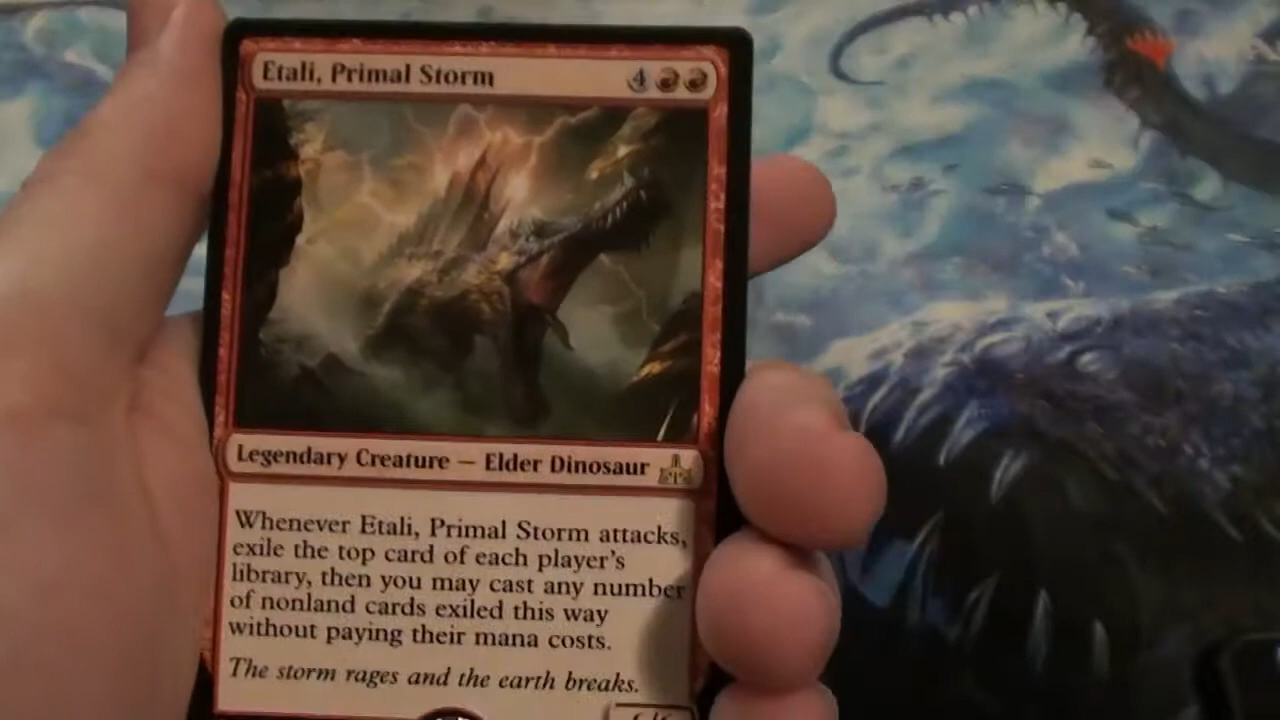 Etali, Primal Storm 4
Legendary Creature — Elder Dinosaur
Whenever Etali, Primal Storm attacks,
exile the top card of each player's
library, then you may cast any number
of nonland cards exiled this way
without paying their mana costs.
The storm rages and the earth breaks.